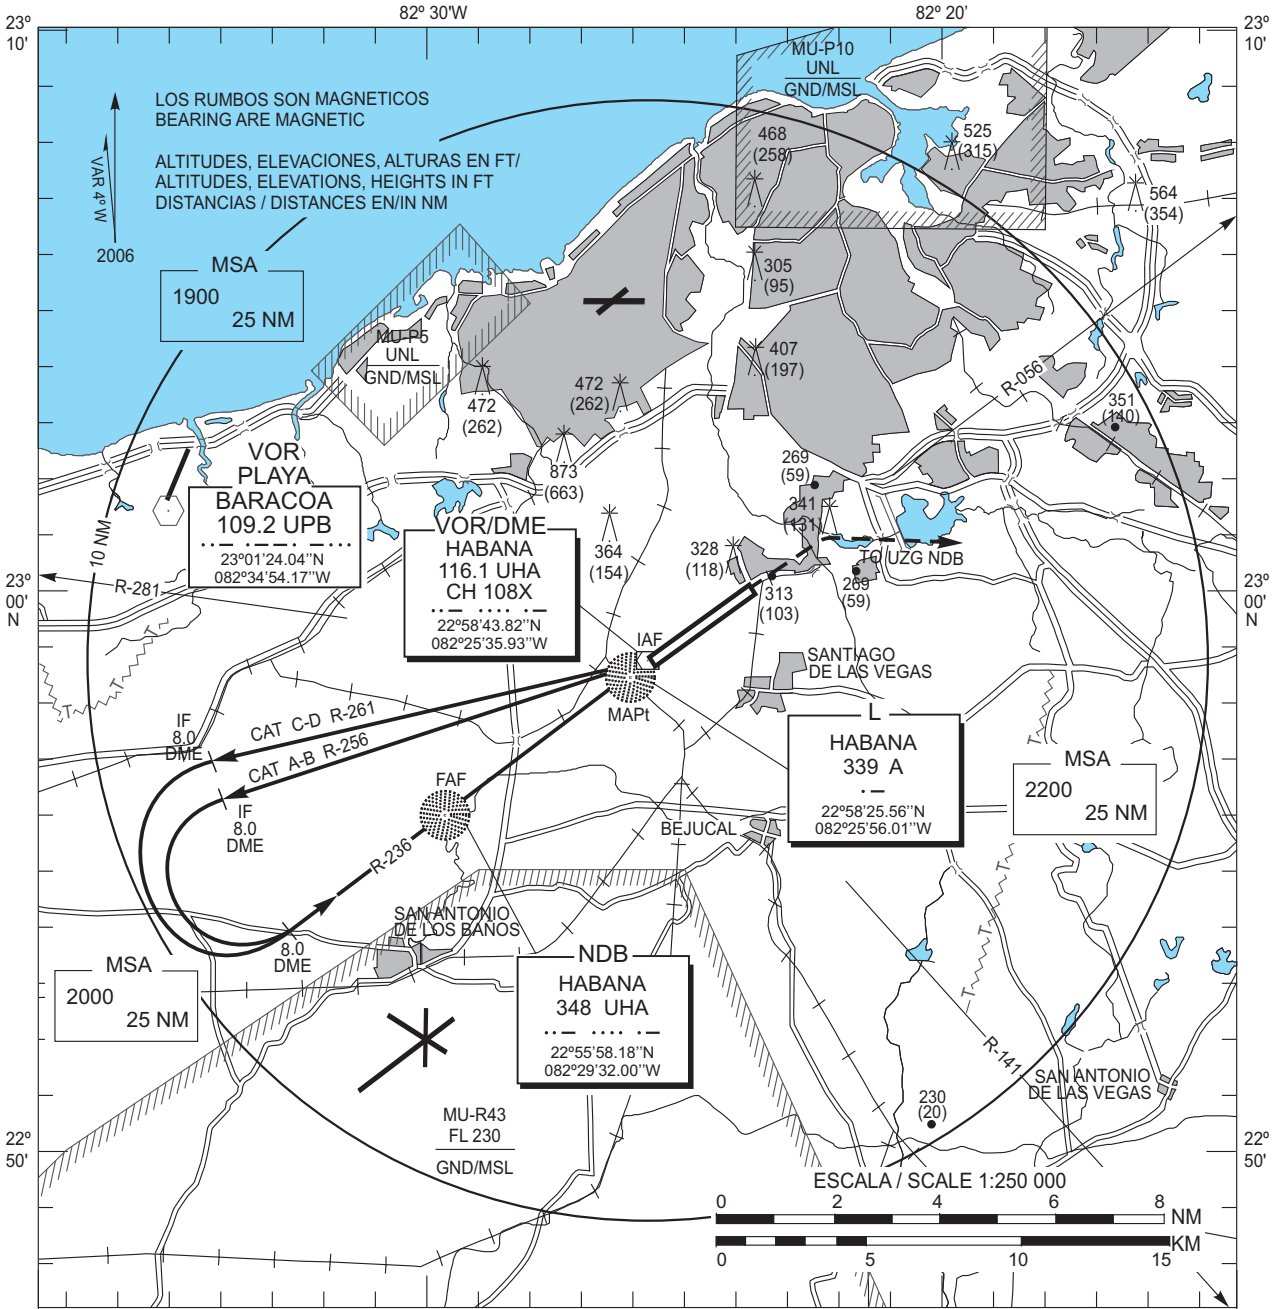 82º 30'W
82º 20'
23º
10'
23º
10'
LOS RUMBOS SON MAGNETICOS
BEARING ARE MAGNETIC
ALTITUDES, ELEVACIONES, ALTURAS EN FT/
ALTITUDES, ELEVATIONS, HEIGHTS IN FT
DISTANCIAS / DISTANCES EN/IN NM
VAR 4º W
2006
MU-P10
UNL
GND/MSL
468
(258)
525
(315)
564
(354)
MSA
1900
25 NM
305
(95)
MU-P5
UNL
GND/MSL
407
(197)
472
(262)
472
(262)
R-056
351
(140)
873
(663)
269
(59)
341
(131)
VOR
PLAYA
BARACOA
109.2 UPB
23º01'24.04''N
082º34'54.17''W
VOR/DME
HABANA
116.1 UHA
CH 108X
22º58'43.82''N
082º25'35.93''W
364
(154)
328
(118)
TO UZG NDB
269
(59)
313
(103)
10 NM
R-281
23º
00'
N
23º
00'
N
IAF
MAPt
SANTIAGO
DE LAS VEGAS
T
T
T
T
IF
8.0
DME
CAT C-D R-261
CAT A-B R-256
FAF
IF
8.0
DME
L
HABANA
339 A
22º58'25.56''N
082º25'56.01''W
T
MSA
2200
25 NM
BEJUCAL
R-236
T
T
SAN ANTONIO
DE LOS BANOS
8.0
DME
MSA
2000
25 NM
NDB
HABANA
348 UHA
22º55'58.18''N
082º29'32.00''W
R-141
SAN ANTONIO
DE LAS VEGAS
230
(20)
MU-R43
FL 230
GND/MSL
22º
50'
22º
50'
ESCALA / SCALE 1:250 000
0 2 4 6 8
NM
KM
0 5 10 15